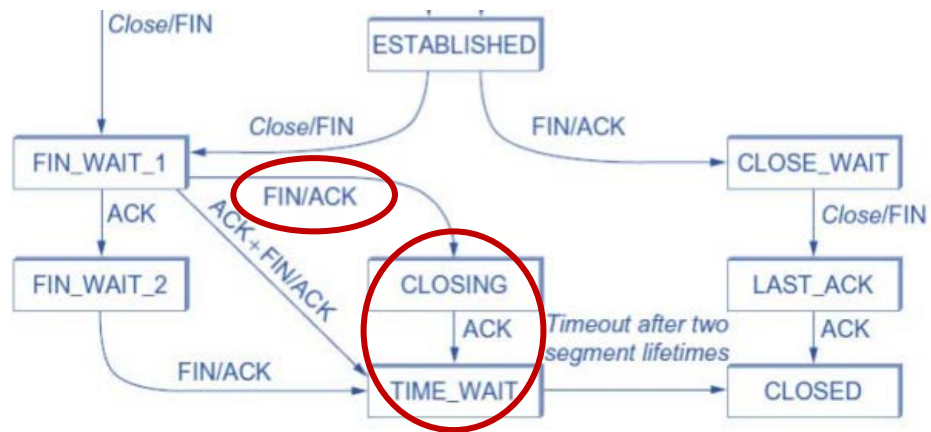 Close/FIN
ESTABLISHED
Close/FIN
FIN/ACK
FIN_WAIT_1
CLOSE_WAIT
FIN/ACK
ACK
ACK+FIN/ACK
Close/FIN
FIN_WAIT_2
CLOSING
LAST_ACK
ACK
Timeout after two
segment lifetimes
ACK
FIN/ACK
TIME_WAIT
CLOSED